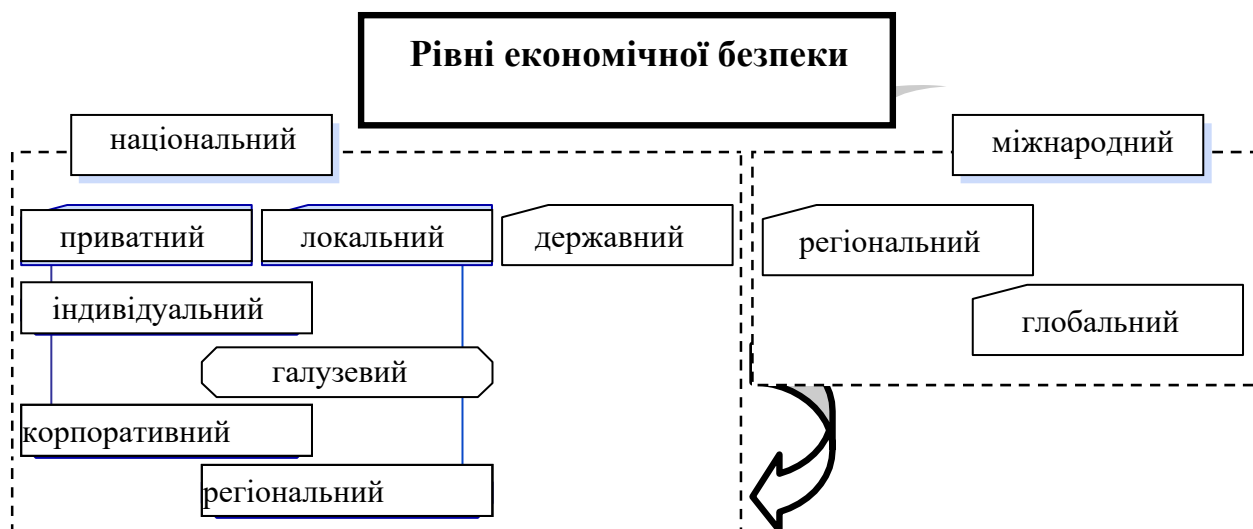 Рівні економічної безпеки
національний
міжнародний
приватний
локальний
державний
регіональний
індивідуальний
глобальний
галузевий
корпоративний
регіональний